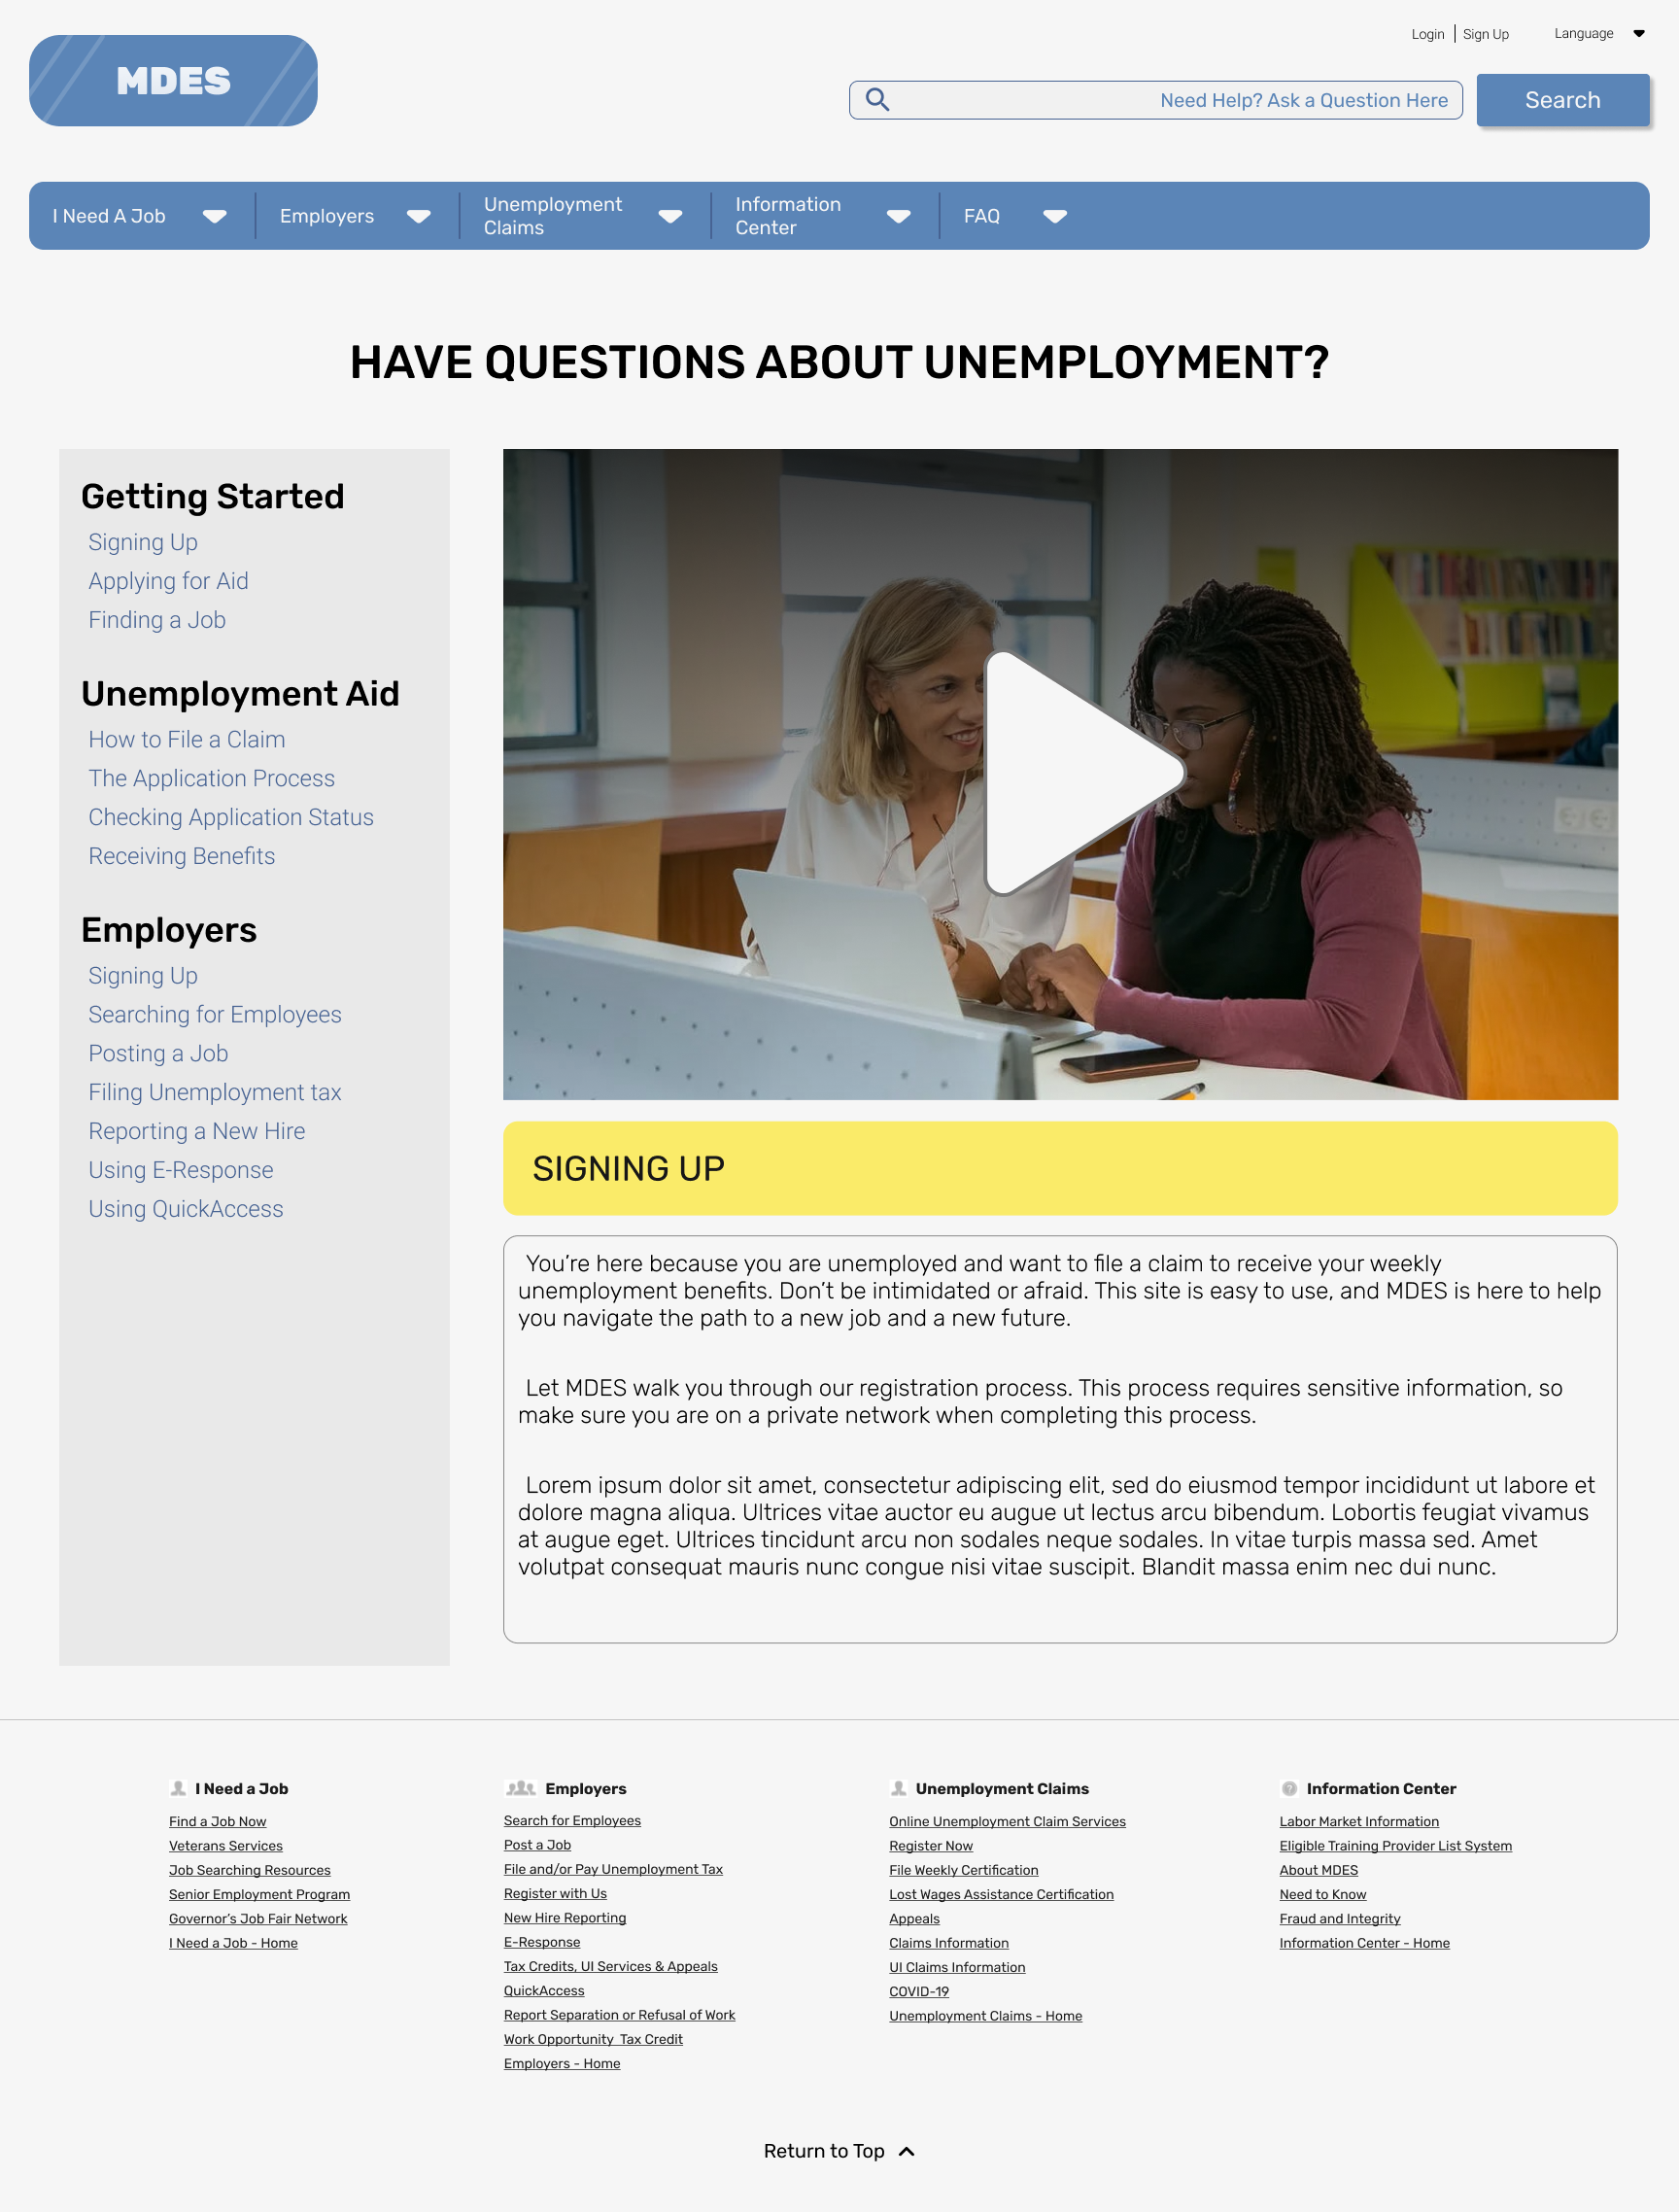 Login | Sign Up Language
MDES
Need Help? Ask a Question Here
Search
I Need A Job
Employers
Unemployment
Claims
Information
Center
FAQ
HAVE QUESTIONS ABOUT UNEMPLOYMENT?
Getting Started
Signing Up
Applying for Aid
Finding a Job
Unemployment Aid
How to File a Claim
The Application Process
Checking Application Status
Receiving Benefits
Employers
Signing Up
Searching for Employees
Posting a Job
Filing Unemployment tax
Reporting a New Hire
Using E-Response
Using QuickAccess
SIGNING UP
You’re here because you are unemployed and want to file a claim to receive your weekly
unemployment benefits. Don’t be intimidated or afraid. This site is easy to use, and MDES is here to help
you navigate the path to a new job and a new future.
Let MDES walk you through our registration process. This process requires sensitive information, so
make sure you are on a private network when completing this process.
Lorem ipsum dolor sit amet, consectetur adipiscing elit, sed do eiusmod tempor incididunt ut labore et
dolore magna aliqua. Ultrices vitae auctor eu augue ut lectus arcu bibendum. Lobortis feugiat vivamus
at augue eget. Ultrices tincidunt arcu non sodales neque sodales. In vitae turpis massa sed. Amet
volutpat consequat mauris nunc congue nisi vitae suscipit. Blandit massa enim nec dui nunc.
I Need a Job
Find a Job Now
Veterans Services
Job Searching Resources
Senior Employment Program
Governor’s Job Fair Network
I Need a Job - Home
Employers
Search for Employees
Post a Job
File and/or Pay Unemployment Tax
Register with Us
New Hire Reporting
E-Response
Tax Credits, UI Services & Appeals
QuickAccess
Report Separation or Refusal of Work
Work Opportunity  Tax Credit
Employers - Home
Unemployment Claims
Online Unemployment Claim Services
Register Now
File Weekly Certification
Lost Wages Assistance Certification
Appeals
Claims Information
UI Claims Information
COVID-19
Unemployment Claims - Home
? Information Center
Labor Market Information
Eligible Training Provider List System
About MDES
Need to Know
Fraud and Integrity
Information Center - Home
Return to Top